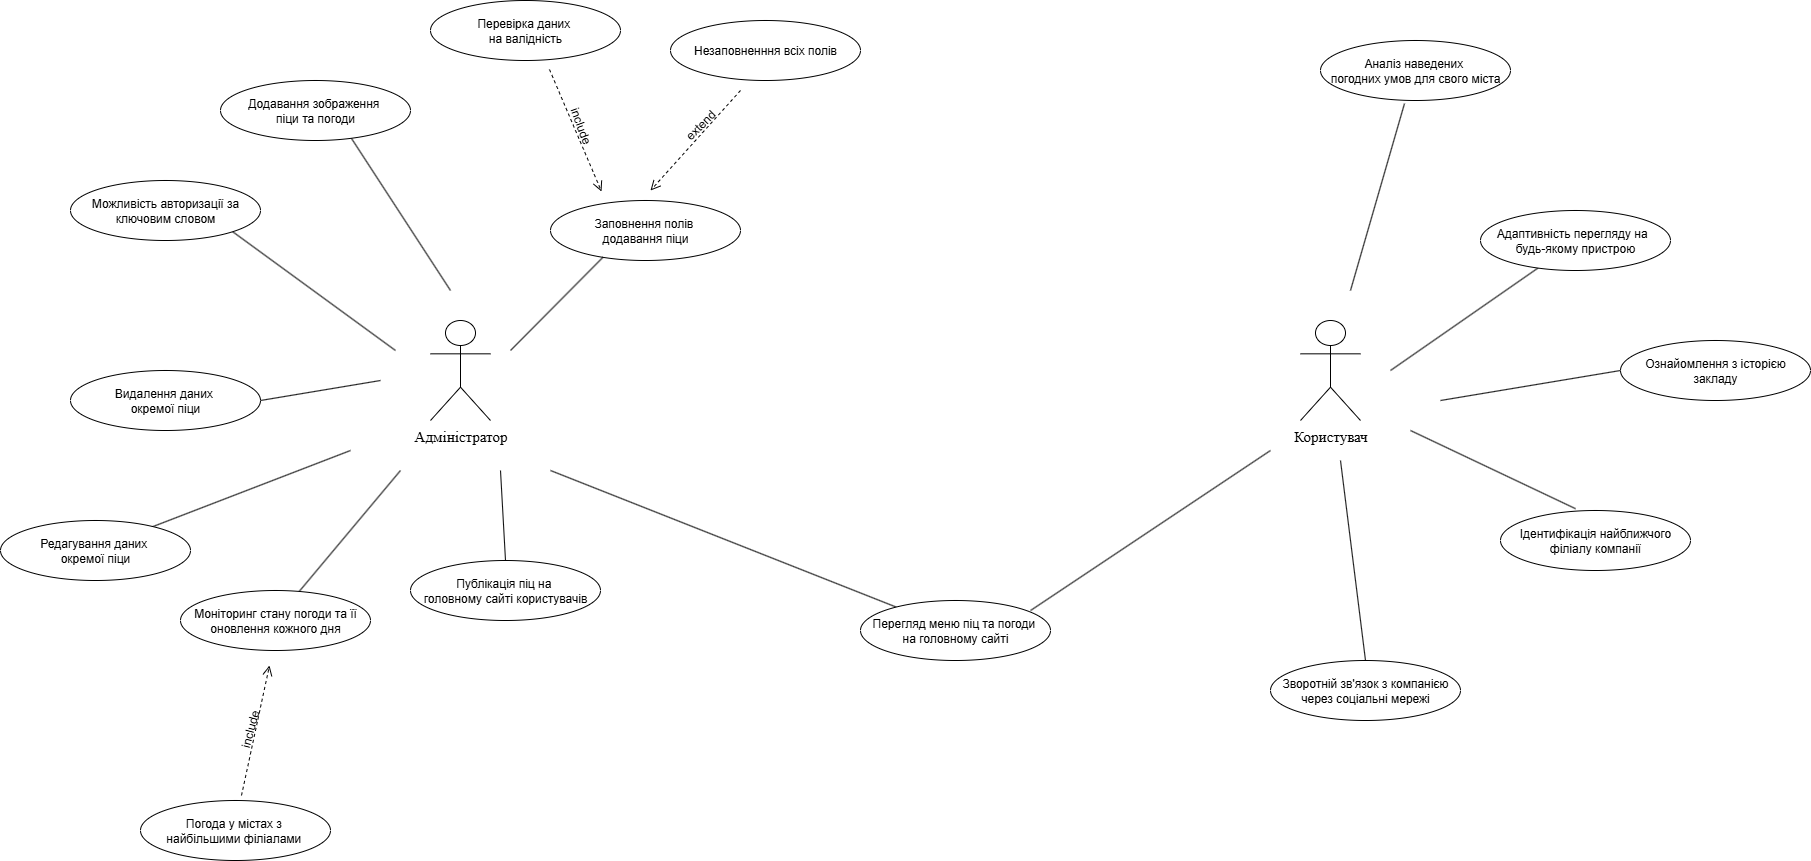 Перевірка даних
на валідність
Незаповненння всіх полів
Аналіз наведених
погодних умов для свого міста
Додавання зображення
піци та погоди
include
extend
Можливість авторизації за
ключовим словом
Заповнення полів
додавання піци
Адаптивність перегляду на
будь-якому пристрою
Ознайомлення з історією
закладу
Видалення даних
окремої піци
Адміністратор
Користувач
Редагування даних
окремої піци
Ідентифікація найближчого
філіалу компанії
Публікація піц на
головному сайті користувачів
Моніторинг стану погоди та її
оновлення кожного дня
Перегляд меню піц та погоди
на головному сайті
Зворотній зв'язок з компанією
через соціальні мережі
include
Погода у містах з
найбільшими філіалами